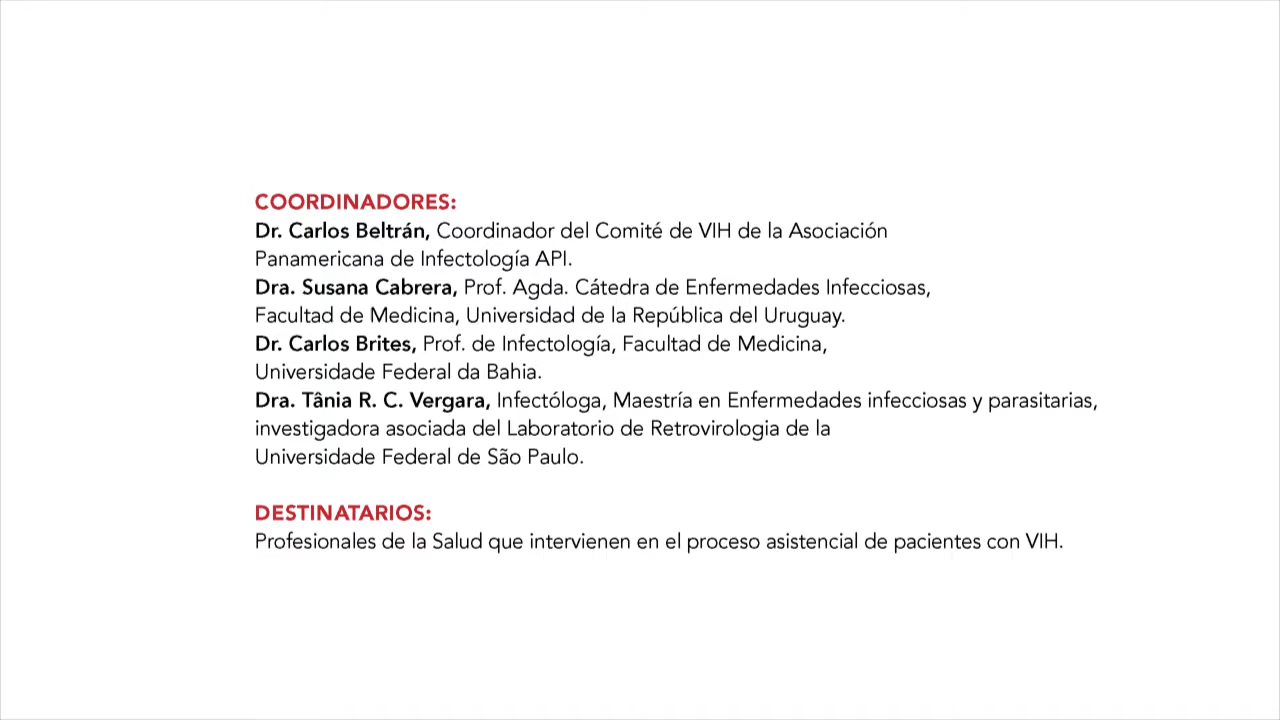 COORDINADORES:
Dr. Carlos Beltrán, Coordinador del Comité de VIH de la Asociación
Panamericana de Infectología API.
Dra. Susana Cabrera, Prof. Agda. Cátedra de Enfermedades Infecciosas,
Facultad de Medicina, Universidad de la República del Uruguay.
Dr. Carlos Brites, Prof. de Infectología, Facultad de Medicina,
Universidade Federal da Bahia.
Dra. Tânia R. C. Vergara, Infectóloga, Maestría en Enfermedades infecciosas y parasitarias,
investigadora asociada del Laboratorio de Retrovirologia de la
Universidade Federal de São Paulo.
DESTINATARIOS:
Profesionales de la Salud que intervienen en el proceso asistencial de pacientes con VIH.